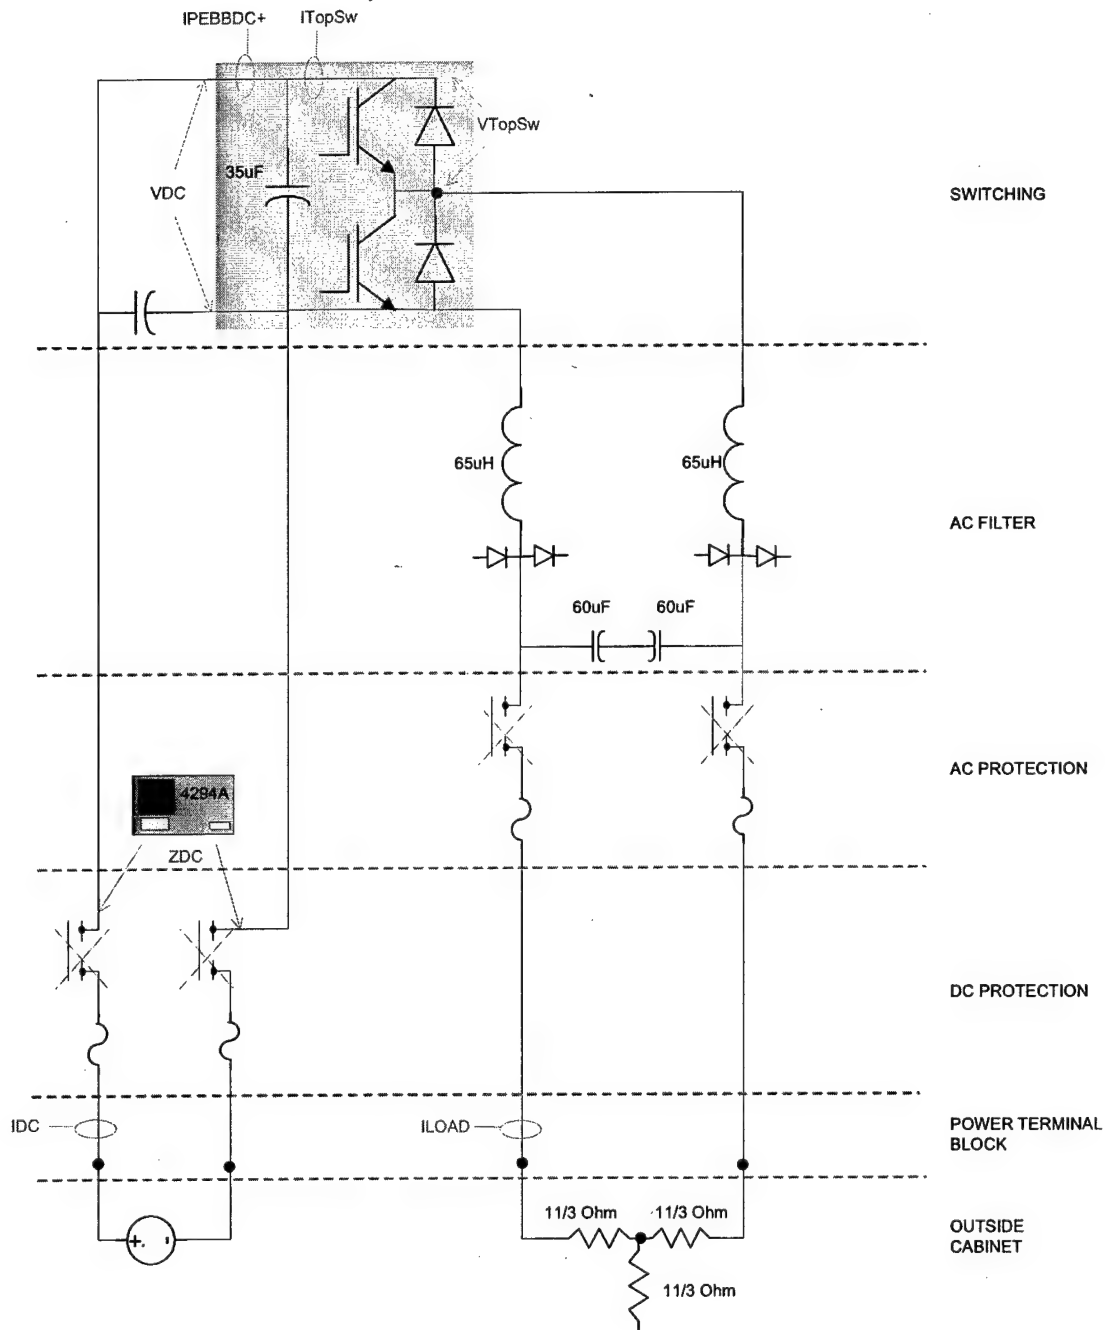 IPEBBDC+ ITopSw
VTopSw
35uF
VDC
SWITCHING
65uH 65uH
AC FILTER
60uF 60uF
AC PROTECTION
4294A
ZDC
DC PROTECTION
IDC ILOAD
POWER TERMINAL
BLOCK
11/3 Ohm 11/3 Ohm
OUTSIDE
CABINET
+
-
11/3 Ohm